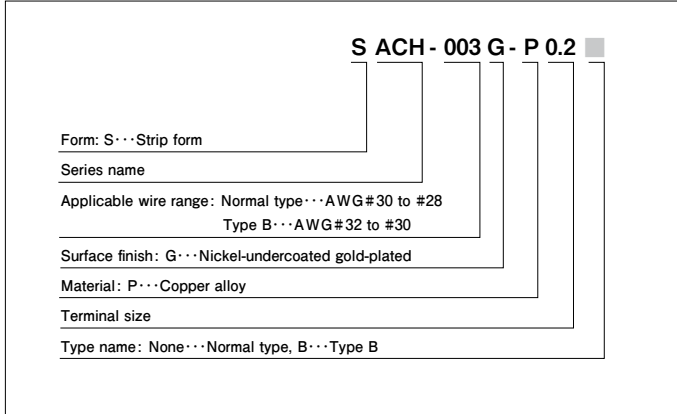 S ACH - 003 G - P 0.2
Form: S･･･Strip form
Series name
Applicable wire range: Normal type･･･AWG#30 to #28
Type B･･･AWG#32 to #30
Surface finish: G･･･Nickel-undercoated gold-plated
Material: P･･･Copper alloy
Terminal size
Type name: None･･･Normal type, B･･･Type B